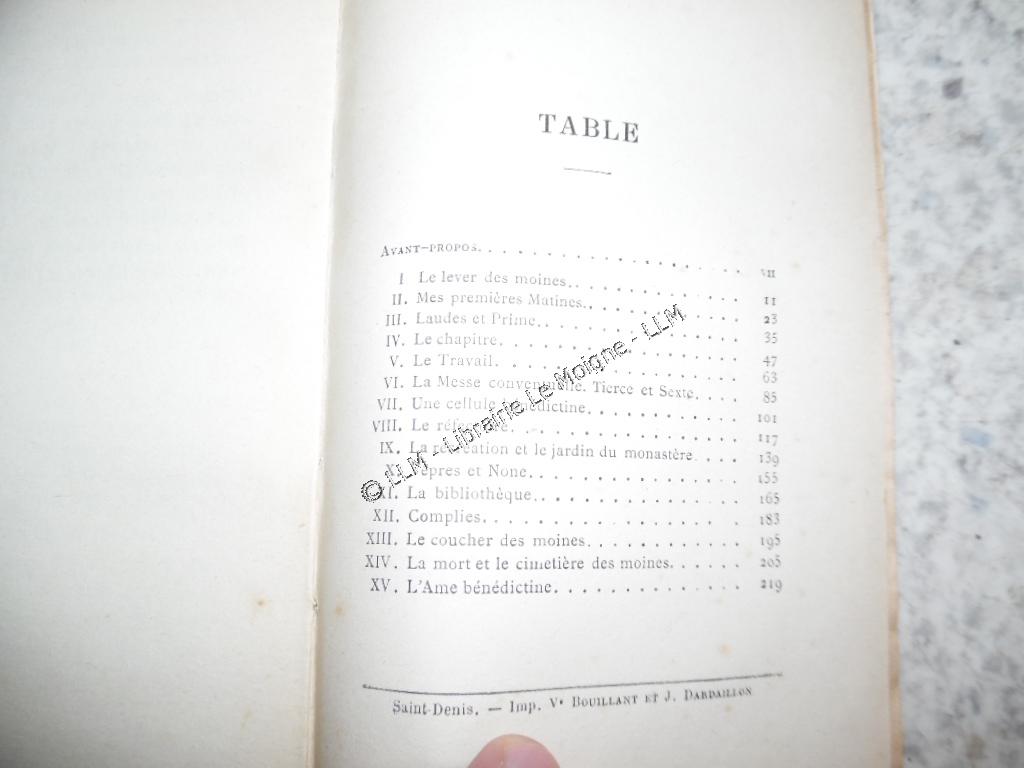 TABLE
AVANT-PROPOS. . . . . . . . . . . . . . . . . . VII
I Le lever des moines. . . . . . . . . . . . 11
II. Mes premières Matines. . . . . . . . . . . 23
III. Laudes et Prime. . . . . . . . . . . . . 35
IV. Le chapitre. . . . . . . . . . . . . . . 47
V. Le Travail. . . . . . . . . . . . . . . 63
VI. La Messe conventuelle. Tierce et Sexte. . . . 85
VII. Une cellule bénédictine. . . . . . . . . . 101
VIII. Le réfectoire. . . . . . . . . . . . . . 117
IX. La récréation et le jardin du monastère. . . . 139
X. Vêpres et None. . . . . . . . . . . . . 155
XI. La bibliothèque. . . . . . . . . . . . . 165
XII. Complies. . . . . . . . . . . . . . . . 183
XIII. Le coucher des moines. . . . . . . . . . . 195
XIV. La mort et le cimetière des moines. . . . . . 205
XV. L'Ame bénédictine. . . . . . . . . . . . . 219
© LLM - Librairie Le Moigne - LLM
Saint-Denis. — Imp. Vᵉ BOUILLANT ET J. DARDAILLON